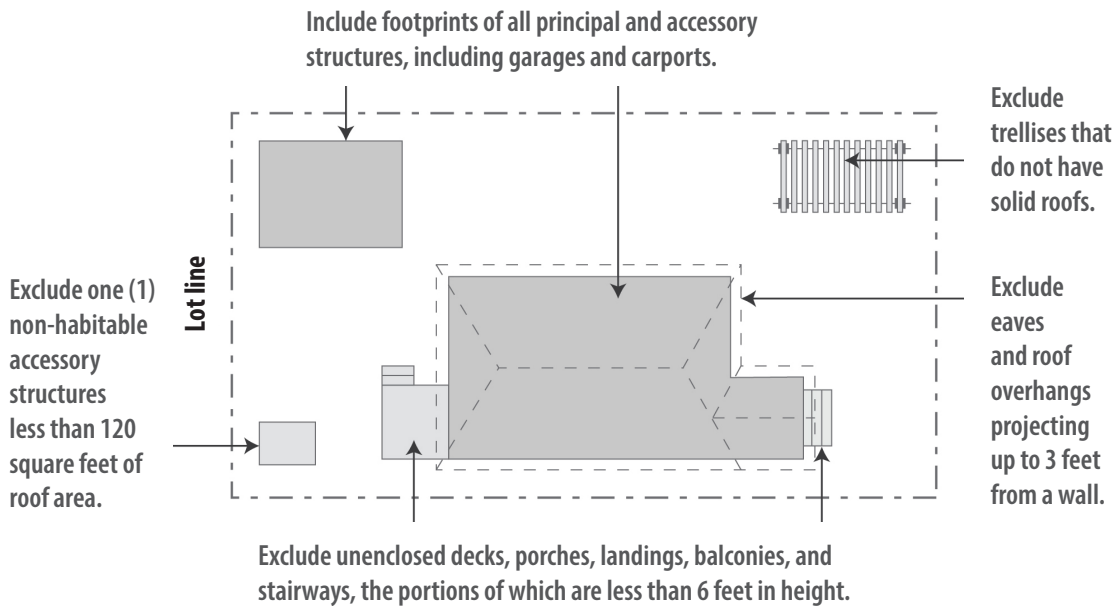 Include footprints of all principal and accessory
structures, including garages and carports.
Exclude
trellises that
do not have
solid roofs.
Lot line
Exclude one (1)
non-habitable
accessory
structures
less than 120
square feet of
roof area.
Exclude
eaves
and roof
overhangs
projecting
up to 3 feet
from a wall.
Exclude unenclosed decks, porches, landings, balconies, and
stairways, the portions of which are less than 6 feet in height.